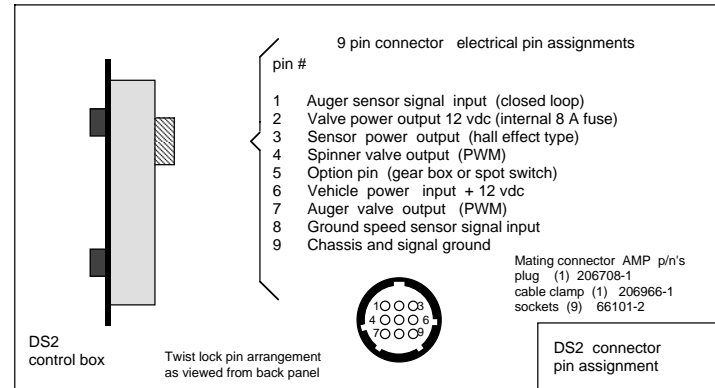 9 pin connector electrical pin assignments
pin #
1 Auger sensor signal input (closed loop)
2 Valve power output 12 vdc (internal 8 A fuse)
3 Sensor power output (hall effect type)
4 Spinner valve output (PWM)
5 Option pin (gear box or spot switch)
6 Vehicle power input + 12 vdc
7 Auger valve output (PWM)
8 Ground speed sensor signal input
9 Chassis and signal ground
Mating connector AMP p/n's
plug (1) 206708-1
cable clamp (1) 206966-1
sockets (9) 66101-2
1 3
4 6
7 9
DS2
control box
Twist lock pin arrangement
as viewed from back panel
DS2 connector
pin assignment